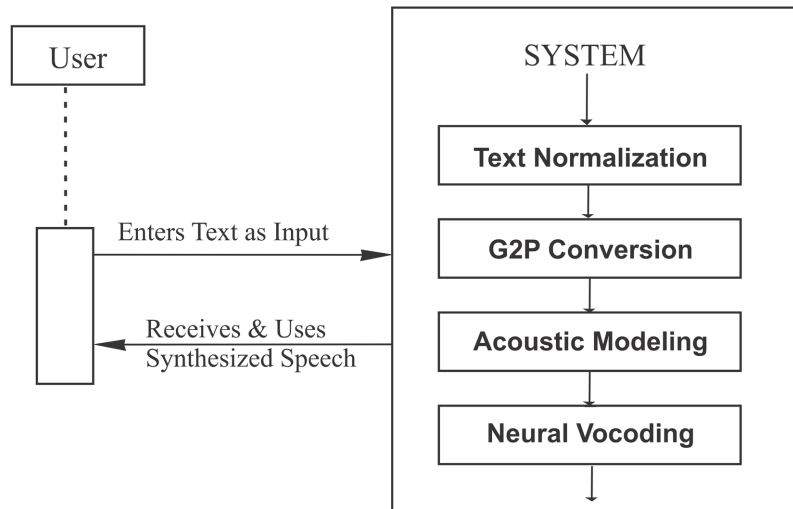 User
Enters Text as Input
Receives & Uses
Synthesized Speech
SYSTEM
Text Normalization
G2P Conversion
Acoustic Modeling
Neural Vocoding